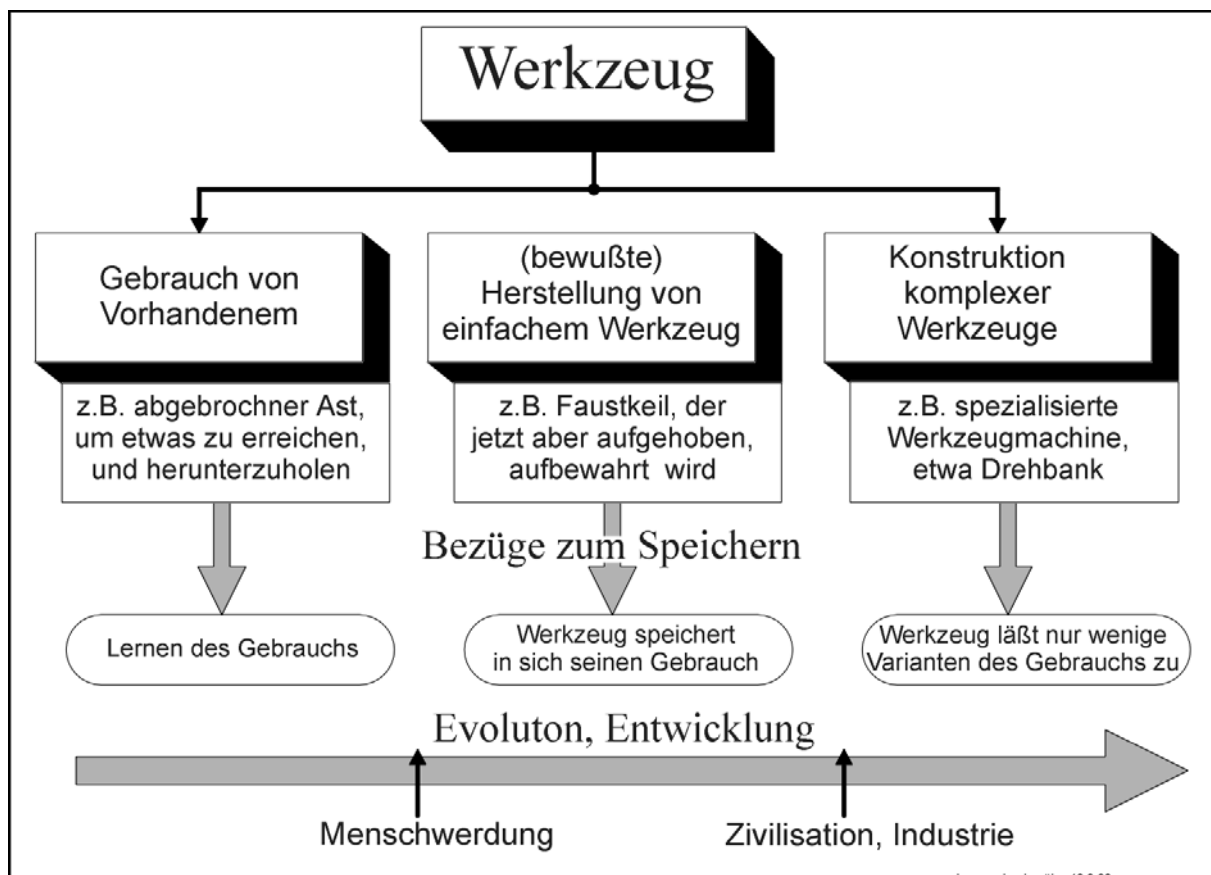 Werkzeug
Gebrauch von
Vorhandenem
(bewußte)
Herstellung von
einfachem Werkzeug
Konstruktion
komplexer
Werkzeuge
z.B. abgebrochner Ast,
um etwas zu erreichen,
und herunterzuholen
z.B. Faustkeil, der
jetzt aber aufgehoben,
aufbewahrt wird
z.B. spezialisierte
Werkzeugmachine,
etwa Drehbank
Bezüge zum Speichern
Lernen des Gebrauchs
Werkzeug speichert
in sich seinen Gebrauch
Werkzeug läßt nur wenige
Varianten des Gebrauchs zu
Evoluton, Entwicklung
Menschwerdung
Zivilisation, Industrie